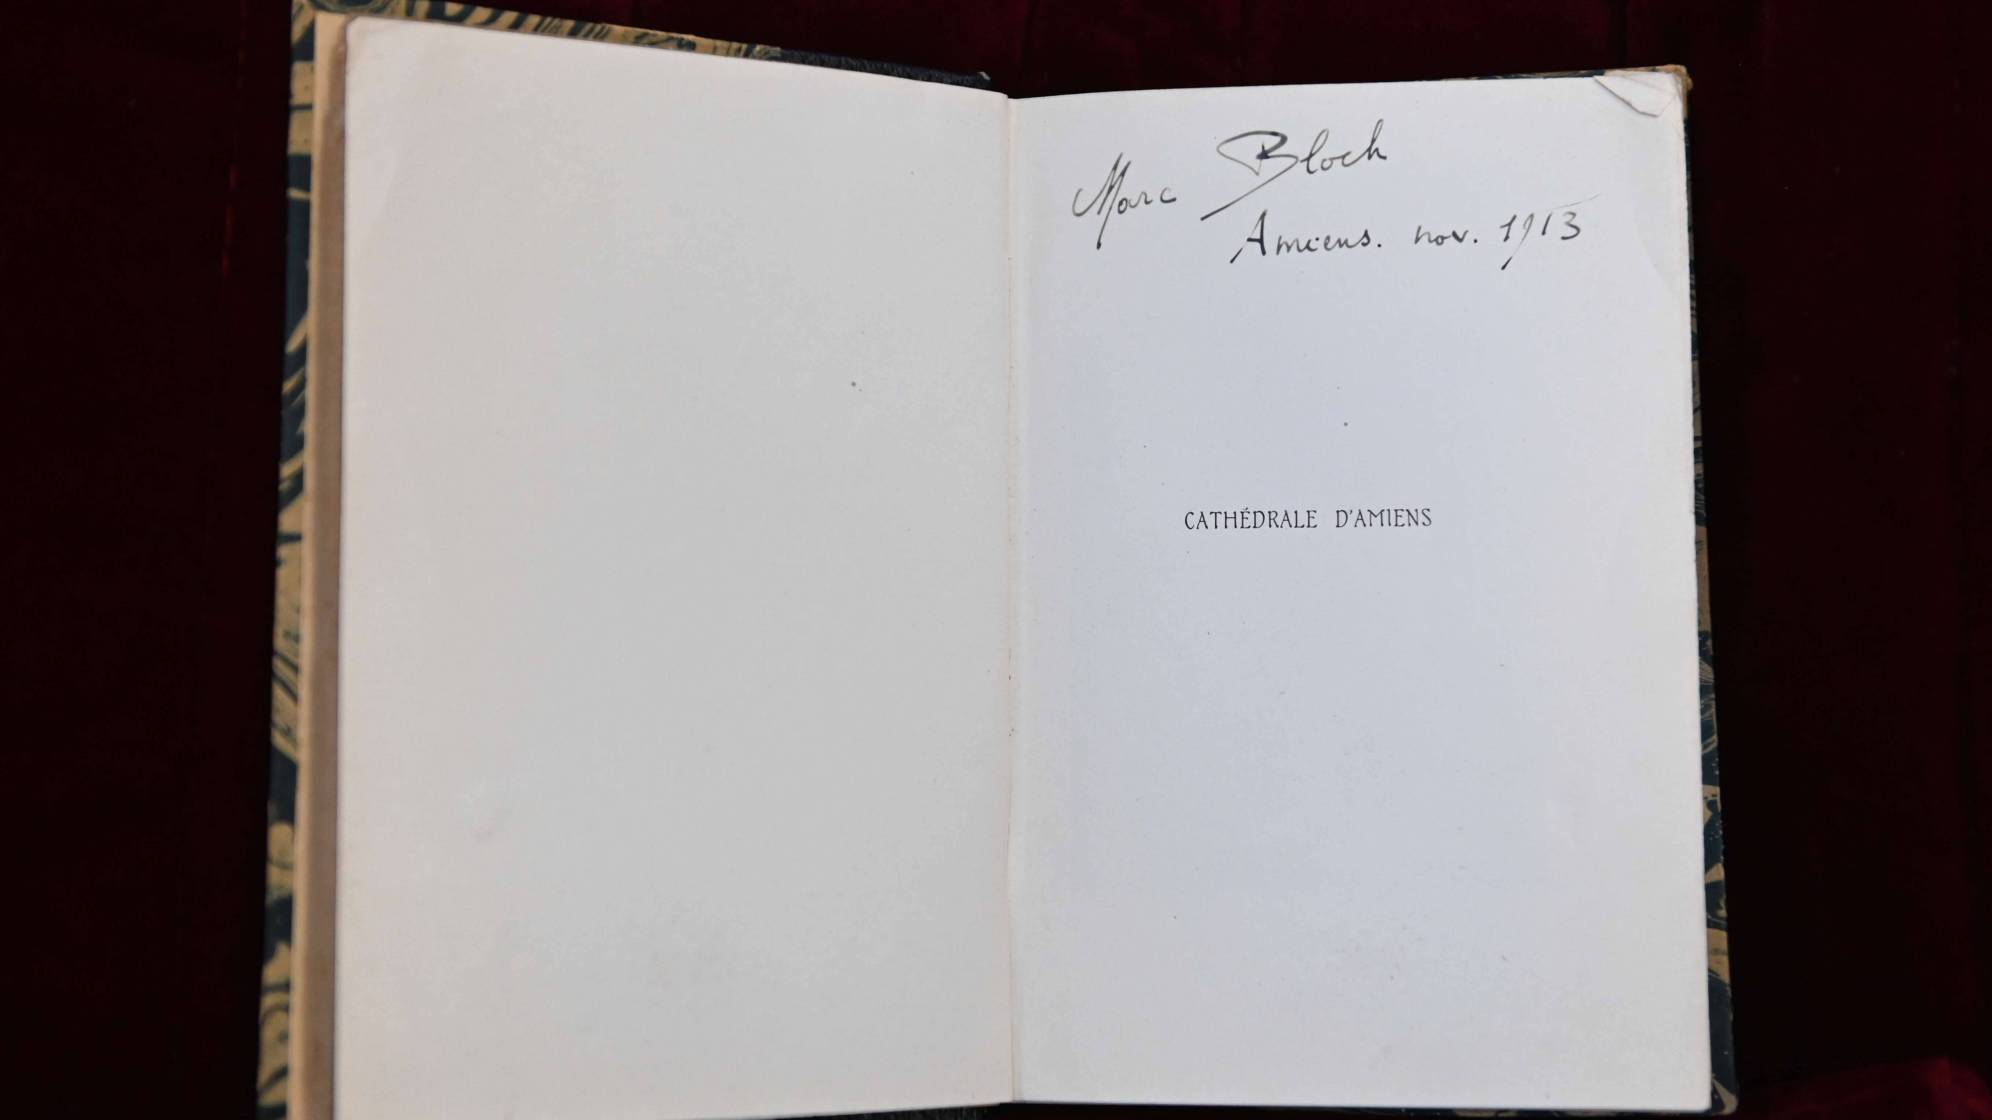 Marc Bloch
Amiens. nov. 1913
CATHÉDRALE D'AMIENS